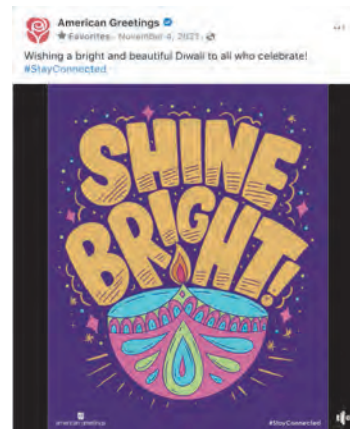 American Greetings
Favorites · November 4, 2021 ·
Wishing a bright and beautiful Diwali to all who celebrate!
#StayConnected
SHINE
BRIGHT!
american greetings
#StayConnected